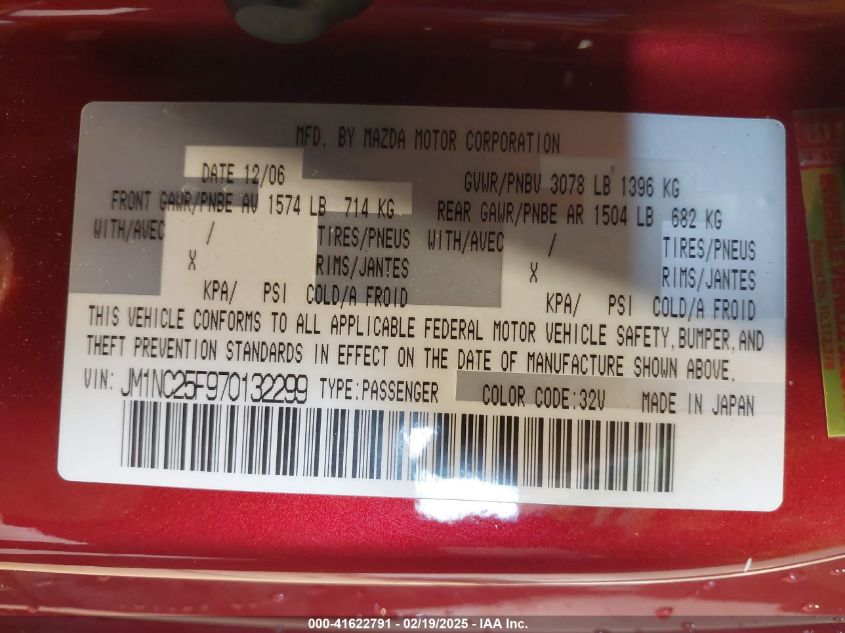 MFD. BY MAZDA MOTOR CORPORATION
DATE 12/06 GVWR/PNBV 3078 LB 1396 KG
FRONT GAWR/PNBE AV 1574 LB 714 KG REAR GAWR/PNBE AR 1504 LB 682 KG
WITH/AVEC / TIRES/PNEUS WITH/AVEC / TIRES/PNEUS
X RIMS/JANTES X RIMS/JANTES
KPA/ PSI COLD/A FROID KPA/ PSI COLD/A FROID
THIS VEHICLE CONFORMS TO ALL APPLICABLE FEDERAL MOTOR VEHICLE SAFETY, BUMPER, AND
THEFT PREVENTION STANDARDS IN EFFECT ON THE DATE OF MANUFACTURE SHOWN ABOVE.
VIN: JM1NC25F970132299 TYPE:PASSENGER COLOR CODE:32V MADE IN JAPAN
000-41622791 - 02/19/2025 - IAA Inc.